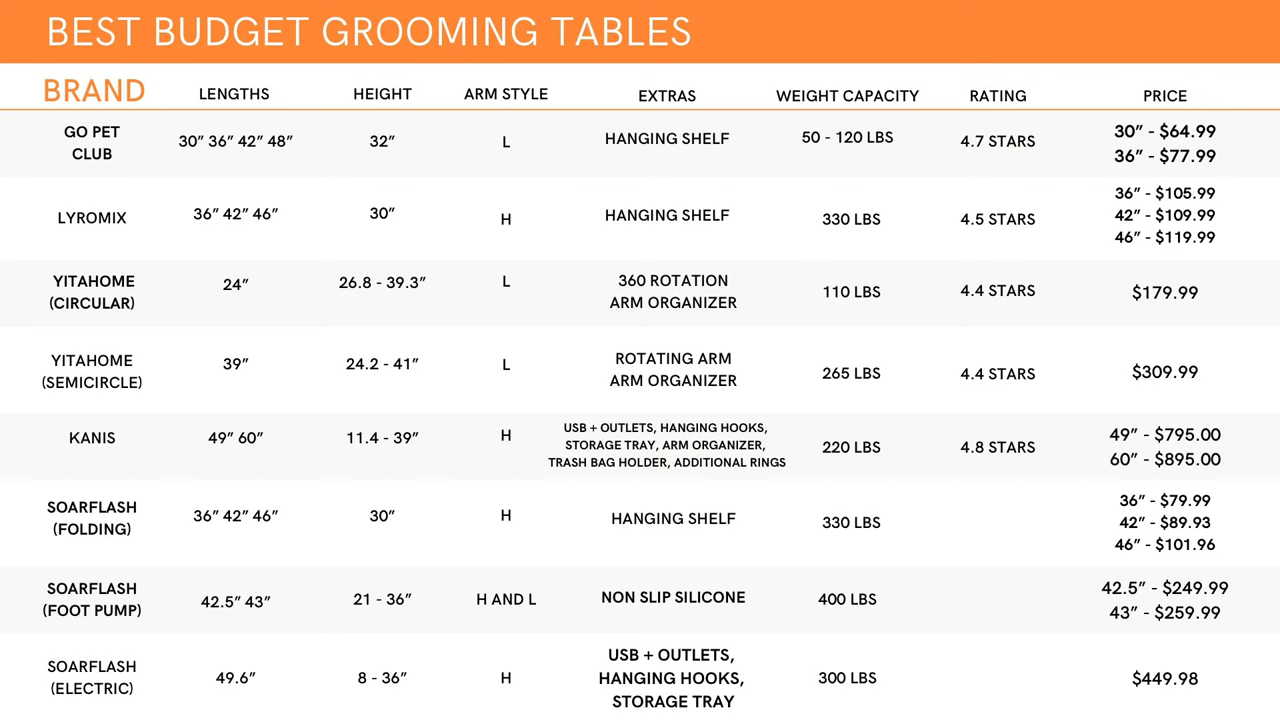 BEST BUDGET GROOMING TABLES
BRAND LENGTHS HEIGHT ARM STYLE EXTRAS WEIGHT CAPACITY RATING PRICE
GO PET
CLUB
30” 36” 42” 48”
32”
L
HANGING SHELF
50 - 120 LBS
4.7 STARS
30” - $64.99
36” - $77.99
LYROMIX
36” 42” 46”
30”
H
HANGING SHELF
330 LBS
4.5 STARS
36” - $105.99
42” - $109.99
46” - $119.99
YITAHOME
(CIRCULAR)
24”
26.8 - 39.3”
L
360 ROTATION
ARM ORGANIZER
110 LBS
4.4 STARS
$179.99
YITAHOME
(SEMICIRCLE)
39”
24.2 - 41”
L
ROTATING ARM
ARM ORGANIZER
265 LBS
4.4 STARS
$309.99
KANIS
49” 60”
11.4 - 39”
H
USB + OUTLETS, HANGING HOOKS,
STORAGE TRAY, ARM ORGANIZER,
TRASH BAG HOLDER, ADDITIONAL RINGS
220 LBS
4.8 STARS
49” - $795.00
60” - $895.00
SOARFLASH
(FOLDING)
36” 42” 46”
30”
H
HANGING SHELF
330 LBS
36” - $79.99
42” - $89.93
46” - $101.96
SOARFLASH
(FOOT PUMP)
42.5” 43”
21 - 36”
H AND L
NON SLIP SILICONE
400 LBS
42.5” - $249.99
43” - $259.99
SOARFLASH
(ELECTRIC)
49.6”
8 - 36”
H
USB + OUTLETS,
HANGING HOOKS,
STORAGE TRAY
300 LBS
$449.98